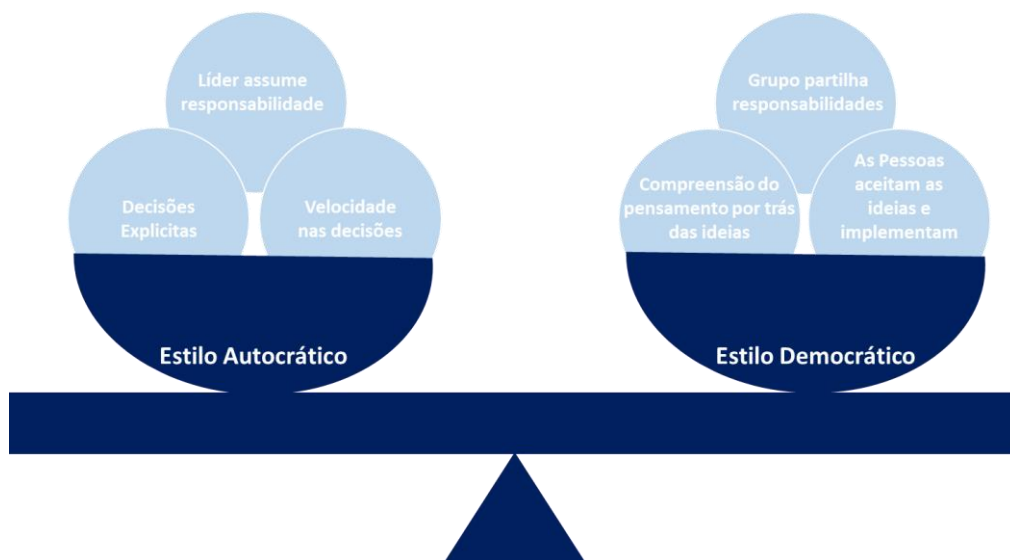 Líder assume
responsabilidade
Decisões
Explicitas
Velocidade
nas decisões
Estilo Autocrático
Grupo partilha
responsabilidades
Compreensão do
pensamento por trás
das ideias
As Pessoas
aceitam as
ideias e
implementam
Estilo Democrático